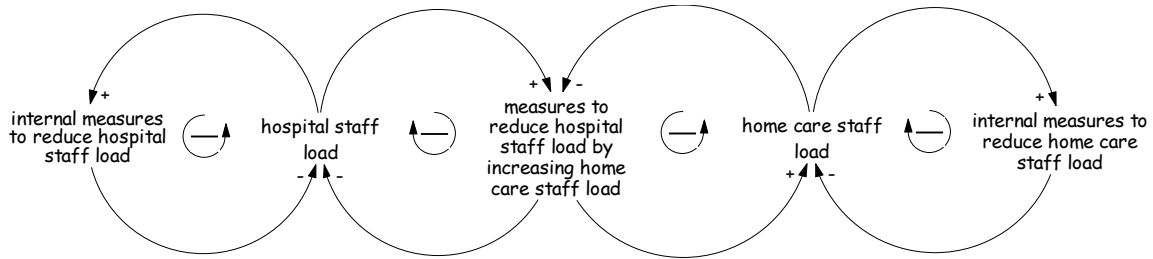 +
internal measures
to reduce hospital
staff load
hospital staff
load
-
-
+
-
measures to
reduce hospital
staff load by
increasing home
care staff load
home care staff
load
+
-
+
internal measures to
reduce home care
staff load